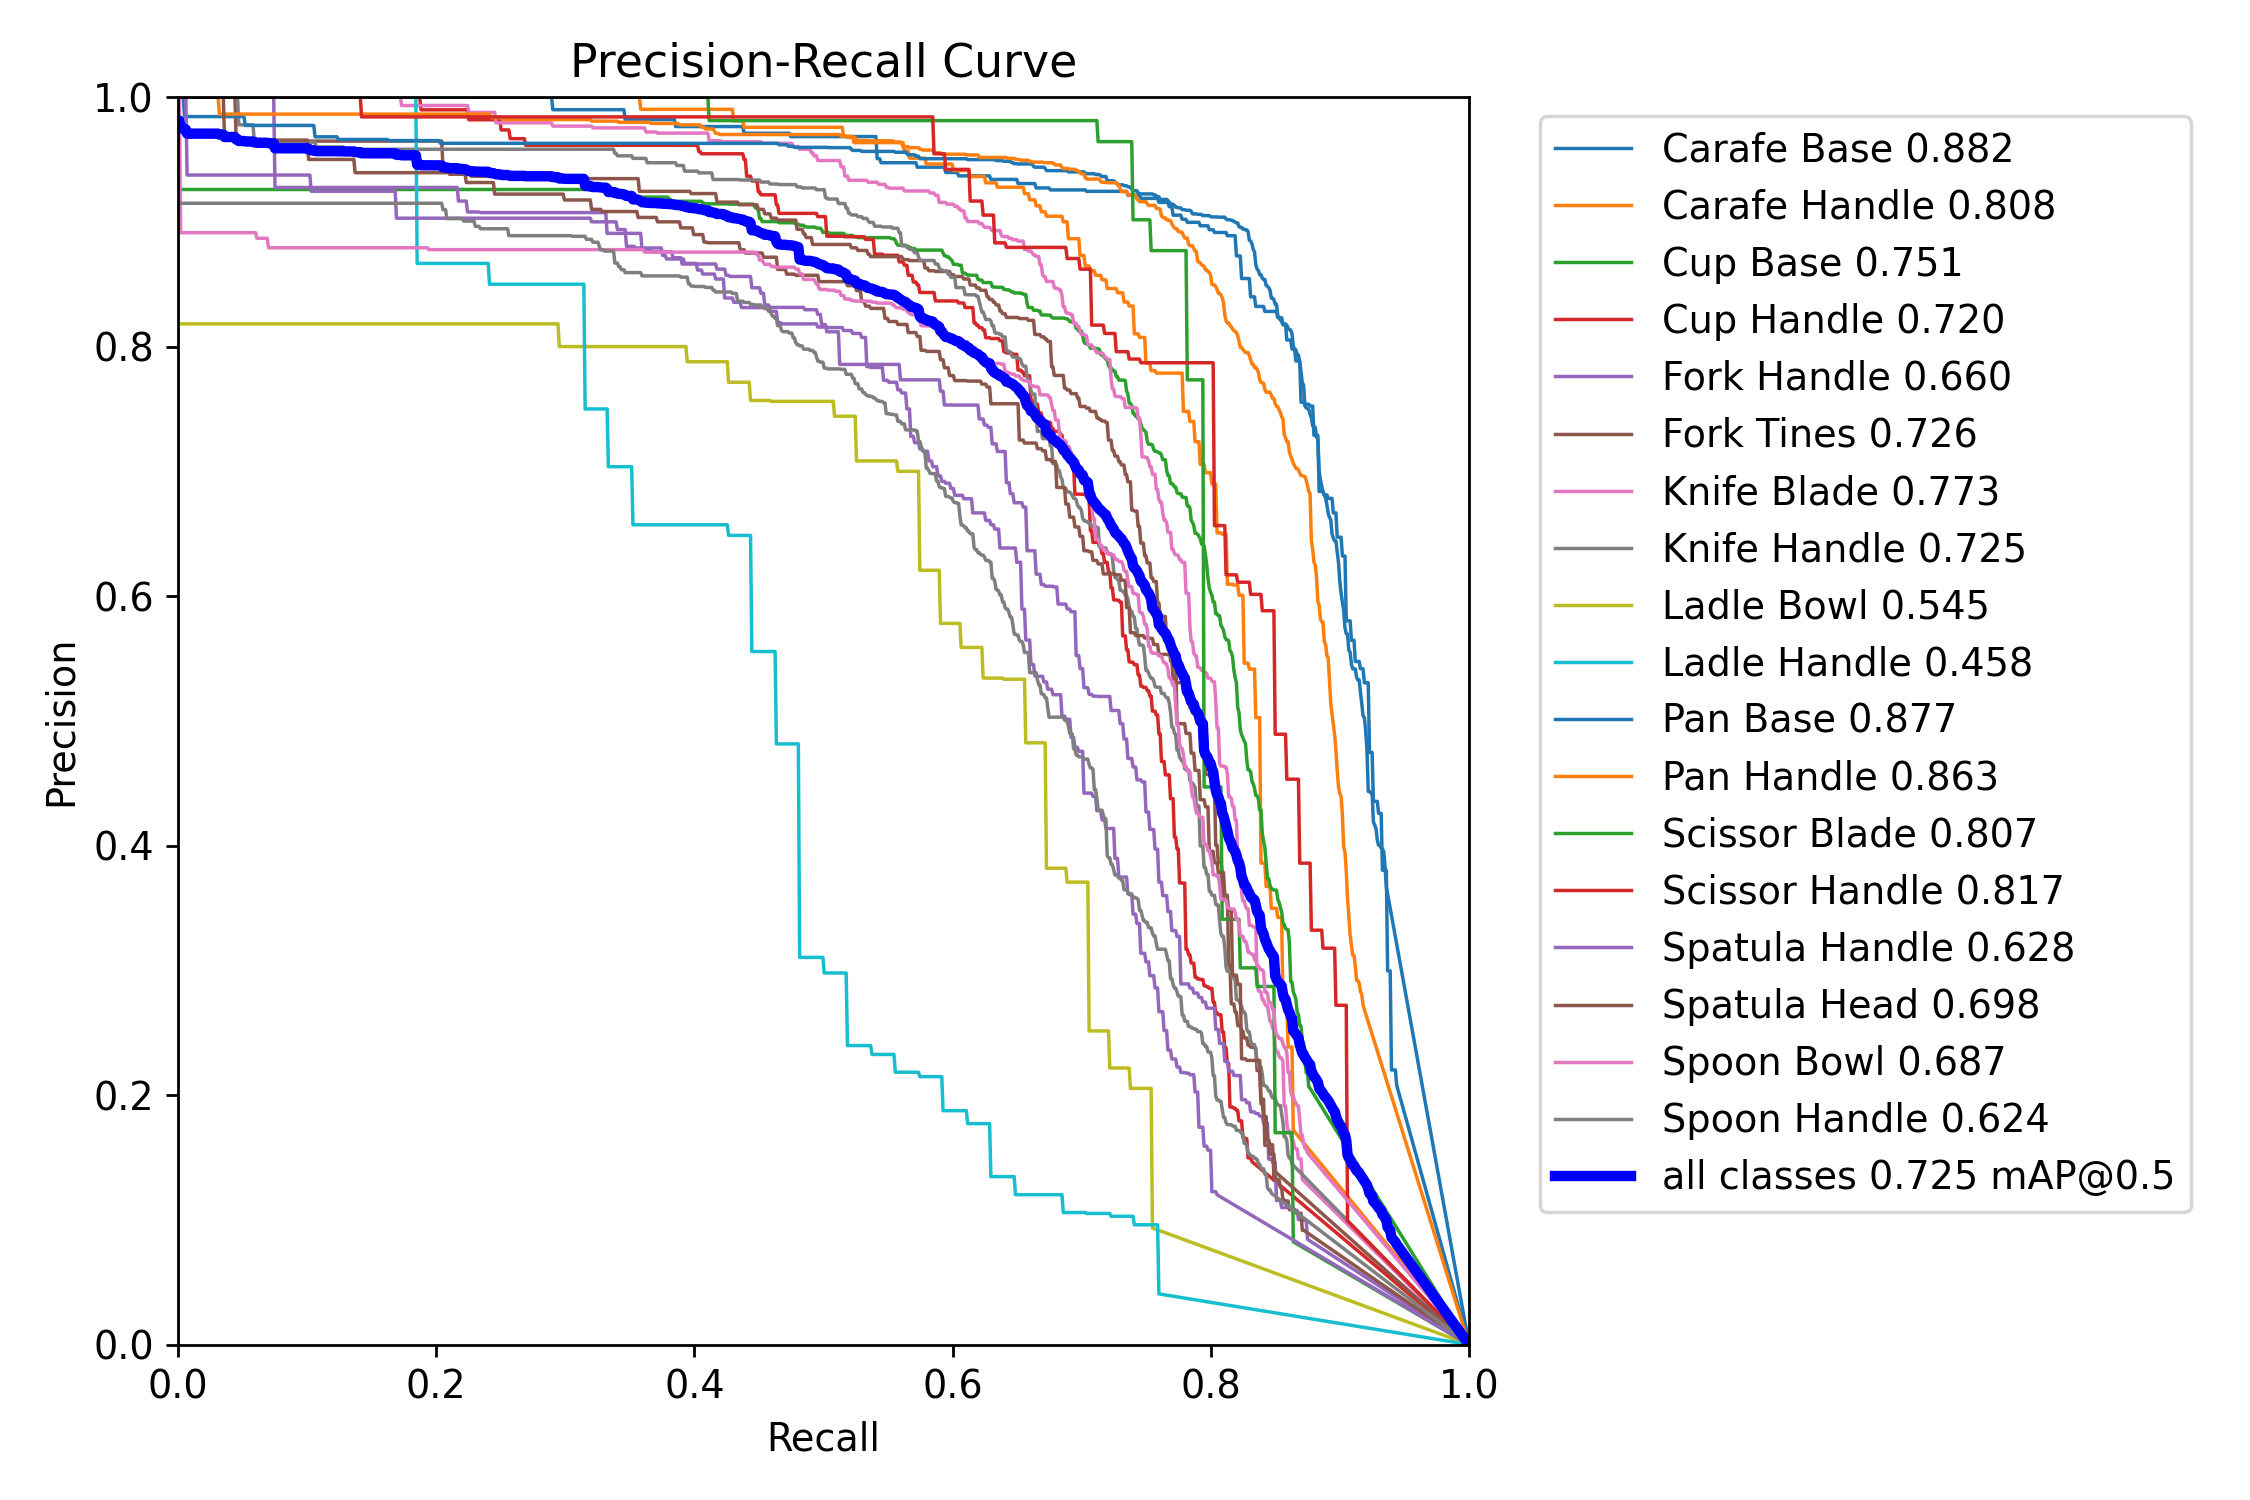 Precision-Recall Curve
1.0
0.8
0.6
0.4
0.2
0.0
Precision
0.0 0.2 0.4 0.6 0.8 1.0
Recall
Carafe Base 0.882
Carafe Handle 0.808
Cup Base 0.751
Cup Handle 0.720
Fork Handle 0.660
Fork Tines 0.726
Knife Blade 0.773
Knife Handle 0.725
Ladle Bowl 0.545
Ladle Handle 0.458
Pan Base 0.877
Pan Handle 0.863
Scissor Blade 0.807
Scissor Handle 0.817
Spatula Handle 0.628
Spatula Head 0.698
Spoon Bowl 0.687
Spoon Handle 0.624
all classes 0.725 mAP@0.5